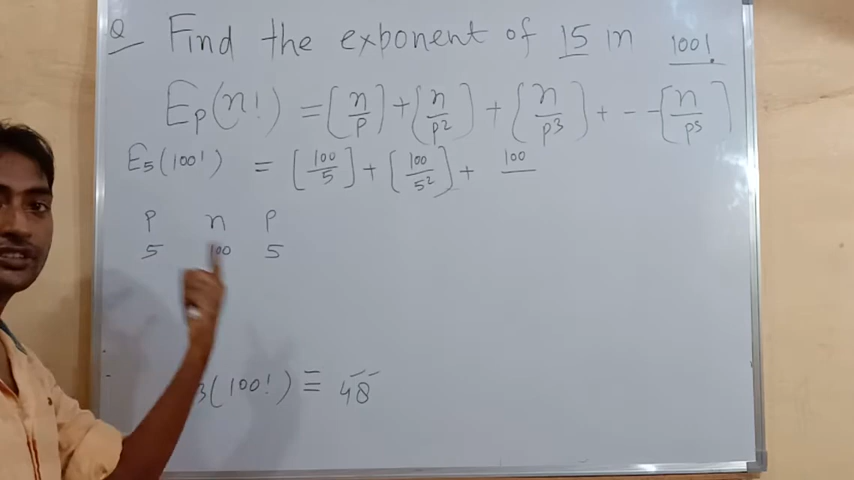 Q Find the exponent of 15 in 100!
Ep(n!) = [n/p] + [n/p2] + [n/p3] + - - [n/ps]
E5(100!) = [100/5] + [100/52] + 100
P n P
5 100 5
3(100!) = 48